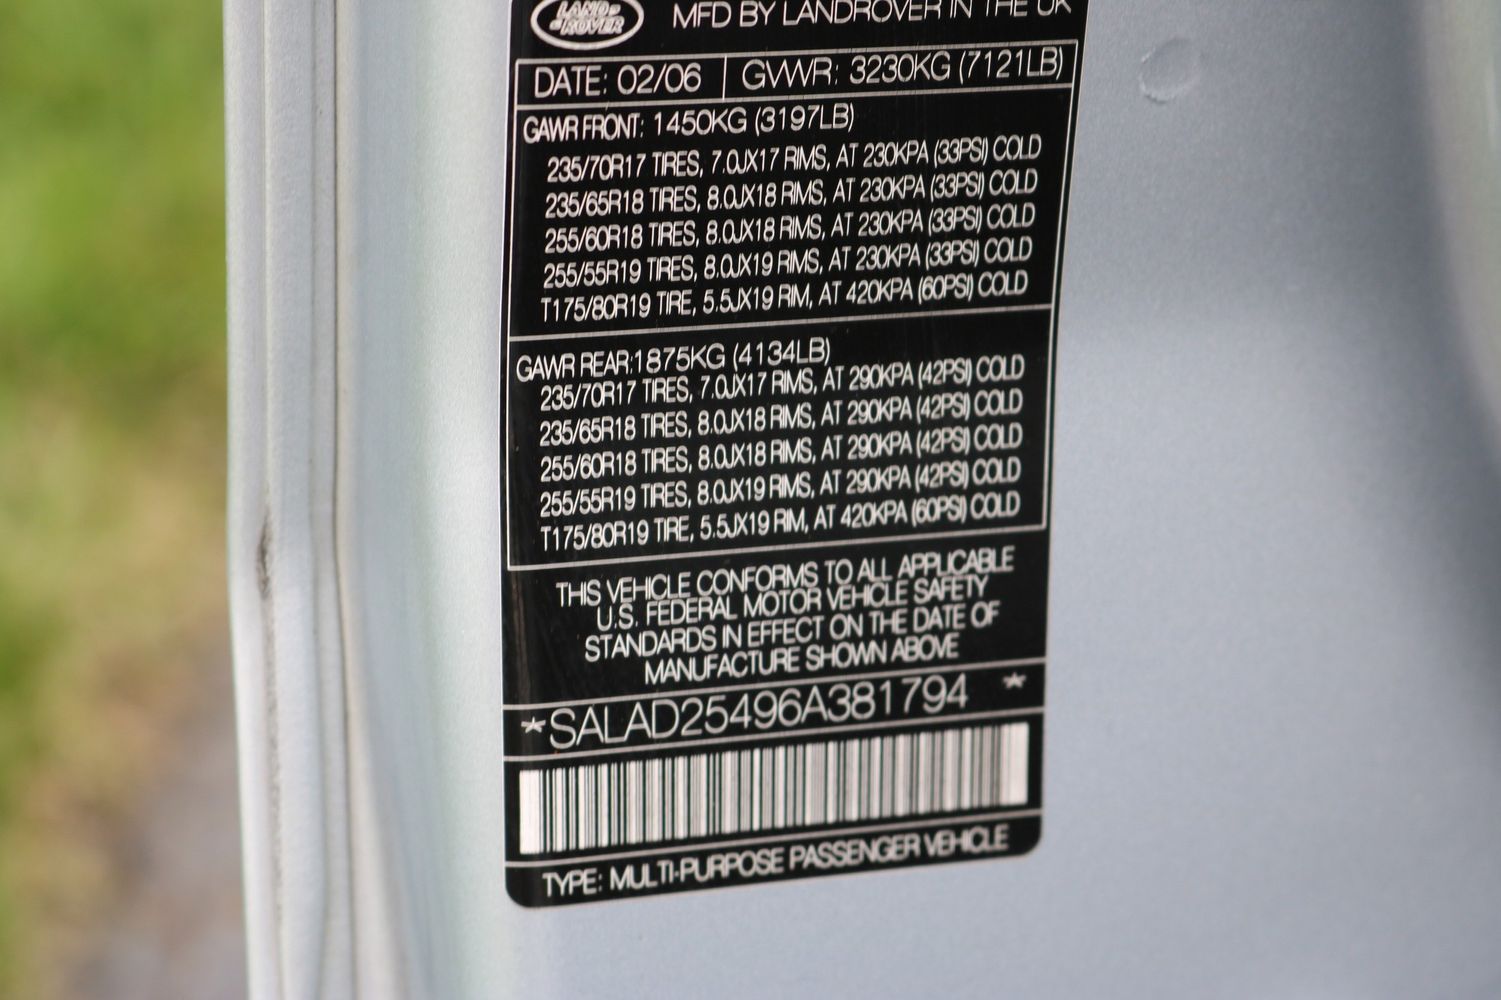 LAND ROVER
MFD BY LANDROVER IN THE UK
DATE: 02/06 GVWR: 3230KG (7121LB)
GAWR FRONT: 1450KG (3197LB)
235/70R17 TIRES, 7.0JX17 RIMS, AT 230KPA (33PSI) COLD
235/65R18 TIRES, 8.0JX18 RIMS, AT 230KPA (33PSI) COLD
255/60R18 TIRES, 8.0JX18 RIMS, AT 230KPA (33PSI) COLD
255/55R19 TIRES, 8.0JX19 RIMS, AT 230KPA (33PSI) COLD
T175/80R19 TIRE, 5.5JX19 RIM, AT 420KPA (60PSI) COLD
GAWR REAR:1875KG (4134LB)
235/70R17 TIRES, 7.0JX17 RIMS, AT 290KPA (42PSI) COLD
235/65R18 TIRES, 8.0JX18 RIMS, AT 290KPA (42PSI) COLD
255/60R18 TIRES, 8.0JX18 RIMS, AT 290KPA (42PSI) COLD
255/55R19 TIRES, 8.0JX19 RIMS, AT 290KPA (42PSI) COLD
T175/80R19 TIRE, 5.5JX19 RIM, AT 420KPA (60PSI) COLD
THIS VEHICLE CONFORMS TO ALL APPLICABLE
U.S. FEDERAL MOTOR VEHICLE SAFETY
STANDARDS IN EFFECT ON THE DATE OF
MANUFACTURE SHOWN ABOVE
*SALAD25496A381794 *
TYPE: MULTI-PURPOSE PASSENGER VEHICLE